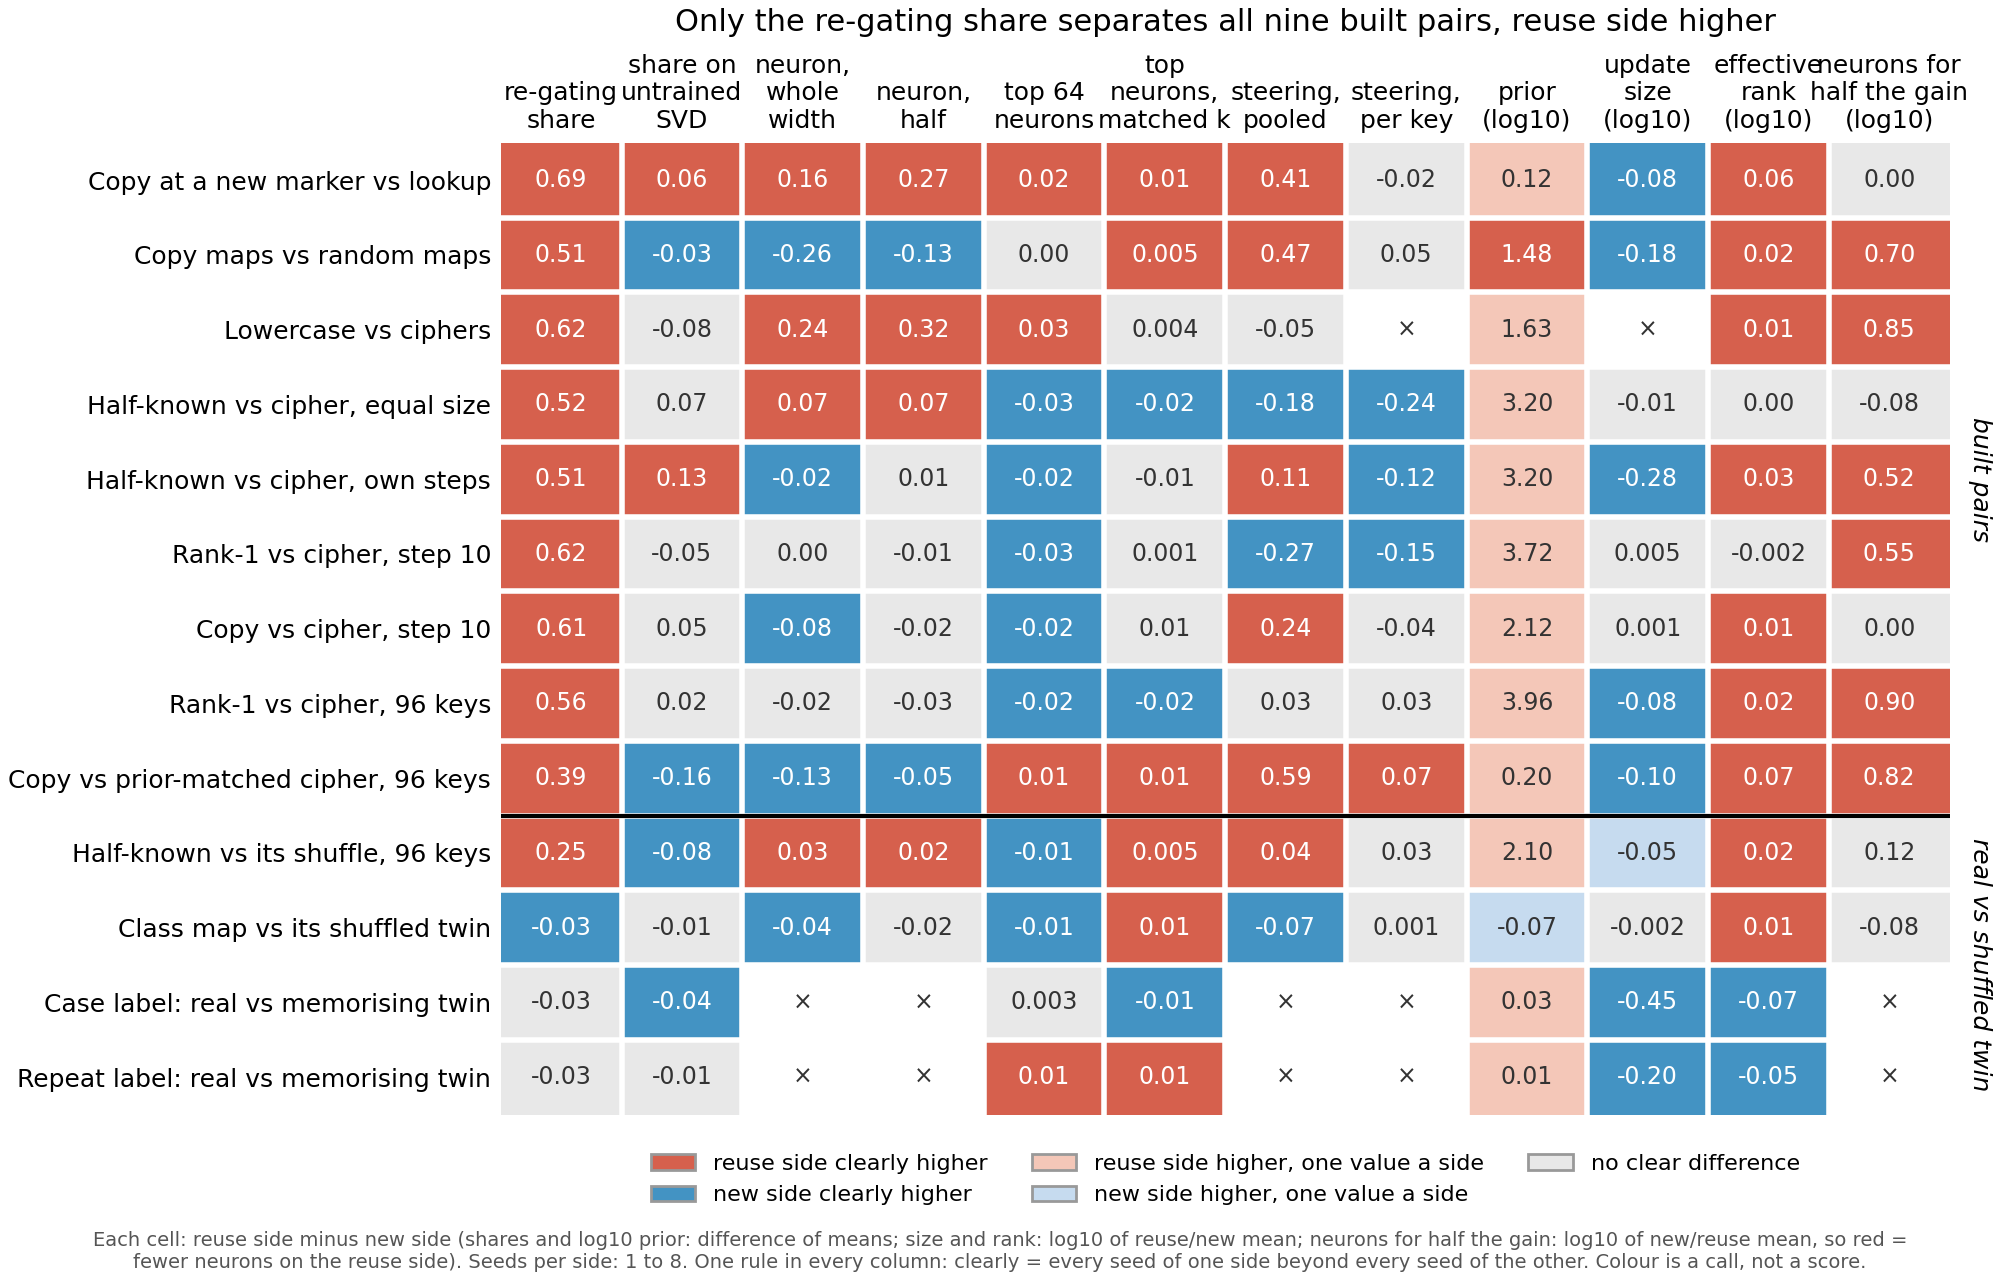 Only the re-gating share separates all nine built pairs, reuse side higher
re-gating share
share on untrained SVD
neuron, whole width
neuron, half
top 64 neurons
top neurons, matched k
steering, pooled
steering, per key
prior (log10)
update size (log10)
effective rank (log10)
neurons for half the gain (log10)
Copy at a new marker vs lookup 0.69 0.06 0.16 0.27 0.02 0.01 0.41 -0.02 0.12 -0.08 0.06 0.00
Copy maps vs random maps 0.51 -0.03 -0.26 -0.13 0.00 0.005 0.47 0.05 1.48 -0.18 0.02 0.70
Lowercase vs ciphers 0.62 -0.08 0.24 0.32 0.03 0.004 -0.05 × 1.63 × 0.01 0.85
Half-known vs cipher, equal size 0.52 0.07 0.07 0.07 -0.03 -0.02 -0.18 -0.24 3.20 -0.01 0.00 -0.08
Half-known vs cipher, own steps 0.51 0.13 -0.02 0.01 -0.02 -0.01 0.11 -0.12 3.20 -0.28 0.03 0.52
Rank-1 vs cipher, step 10 0.62 -0.05 0.00 -0.01 -0.03 0.001 -0.27 -0.15 3.72 0.005 -0.002 0.55
Copy vs cipher, step 10 0.61 0.05 -0.08 -0.02 -0.02 0.01 0.24 -0.04 2.12 0.001 0.01 0.00
Rank-1 vs cipher, 96 keys 0.56 0.02 -0.02 -0.03 -0.02 -0.02 0.03 0.03 3.96 -0.08 0.02 0.90
Copy vs prior-matched cipher, 96 keys 0.39 -0.16 -0.13 -0.05 0.01 0.01 0.59 0.07 0.20 -0.10 0.07 0.82
built pairs
Half-known vs its shuffle, 96 keys 0.25 -0.08 0.03 0.02 -0.01 0.005 0.04 0.03 2.10 -0.05 0.02 0.12
Class map vs its shuffled twin -0.03 -0.01 -0.04 -0.02 -0.01 0.01 -0.07 0.001 -0.07 -0.002 0.01 -0.08
Case label: real vs memorising twin -0.03 -0.04 × × 0.003 -0.01 × × 0.03 -0.45 -0.07 ×
Repeat label: real vs memorising twin -0.03 -0.01 × × 0.01 0.01 × × 0.01 -0.20 -0.05 ×
real vs shuffled twin
reuse side clearly higher
new side clearly higher
reuse side higher, one value a side
new side higher, one value a side
no clear difference
Each cell: reuse side minus new side (shares and log10 prior: difference of means; size and rank: log10 of reuse/new mean; neurons for half the gain: log10 of new/reuse mean, so red =
fewer neurons on the reuse side). Seeds per side: 1 to 8. One rule in every column: clearly = every seed of one side beyond every seed of the other. Colour is a call, not a score.